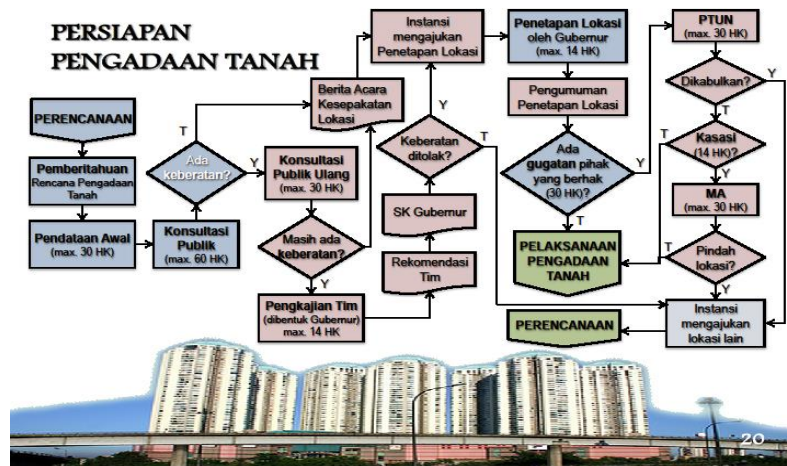 PERSIAPAN
PENGADAAN TANAH
PERENCANAAN
Pemberitahuan
Rencana Pengadaan
Tanah
Pendataan Awal
(max. 30 HK)
Konsultasi
Publik
(max. 60 HK)
Ada
keberatan?
T
Y
Konsultasi
Publik Ulang
(max. 30 HK)
Masih ada
keberatan?
Y
Pengkajian Tim
(dibentuk Gubernur)
max. 14 HK
Berita Acara
Kesepakatan
Lokasi
Instansi
mengajukan
Penetapan Lokasi
Y
Keberatan
ditolak?
T
SK Gubernur
Rekomendasi
Tim
Penetapan Lokasi
oleh Gubernur
(max. 14 HK)
Pengumuman
Penetapan Lokasi
Ada
gugatan pihak
yang berhak
(30 HK)?
Y
T
PELAKSANAAN
PENGADAAN
TANAH
PERENCANAAN
PTUN
(max. 30 HK)
Dikabulkan?
Y
T
Kasasi
(14 HK)?
T
Y
MA
(max. 30 HK)
Pindah
lokasi?
T
Y
Instansi
mengajukan
lokasi lain
20